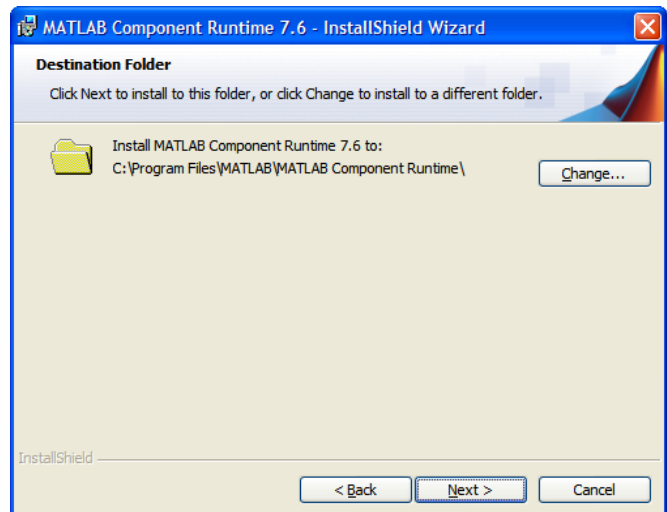 MATLAB Component Runtime 7.6 - InstallShield Wizard
Destination Folder
Click Next to install to this folder, or click Change to install to a different folder.
Install MATLAB Component Runtime 7.6 to:
C:\Program Files\MATLAB\MATLAB Component Runtime\
Change...
InstallShield
< Back
Next >
Cancel